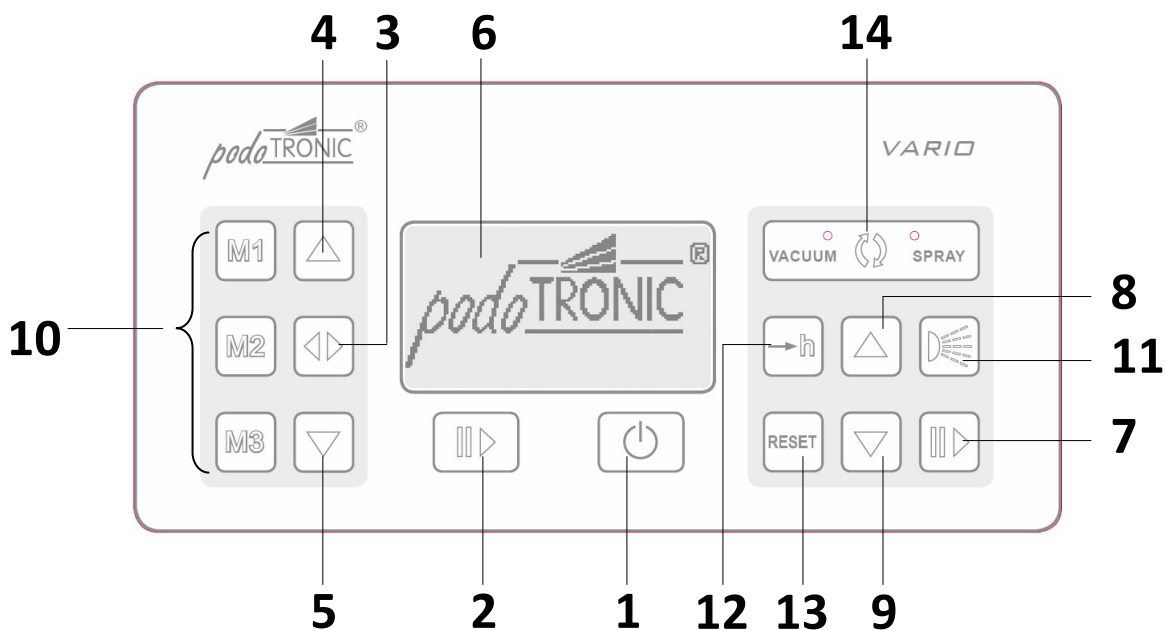 4 3 6 14
podoTRONIC®
VARIO
M1
VACUUM SPRAY
podoTRONIC®
8
10
M2
→h
11
M3
RESET
7
5 2 1 12 13 9